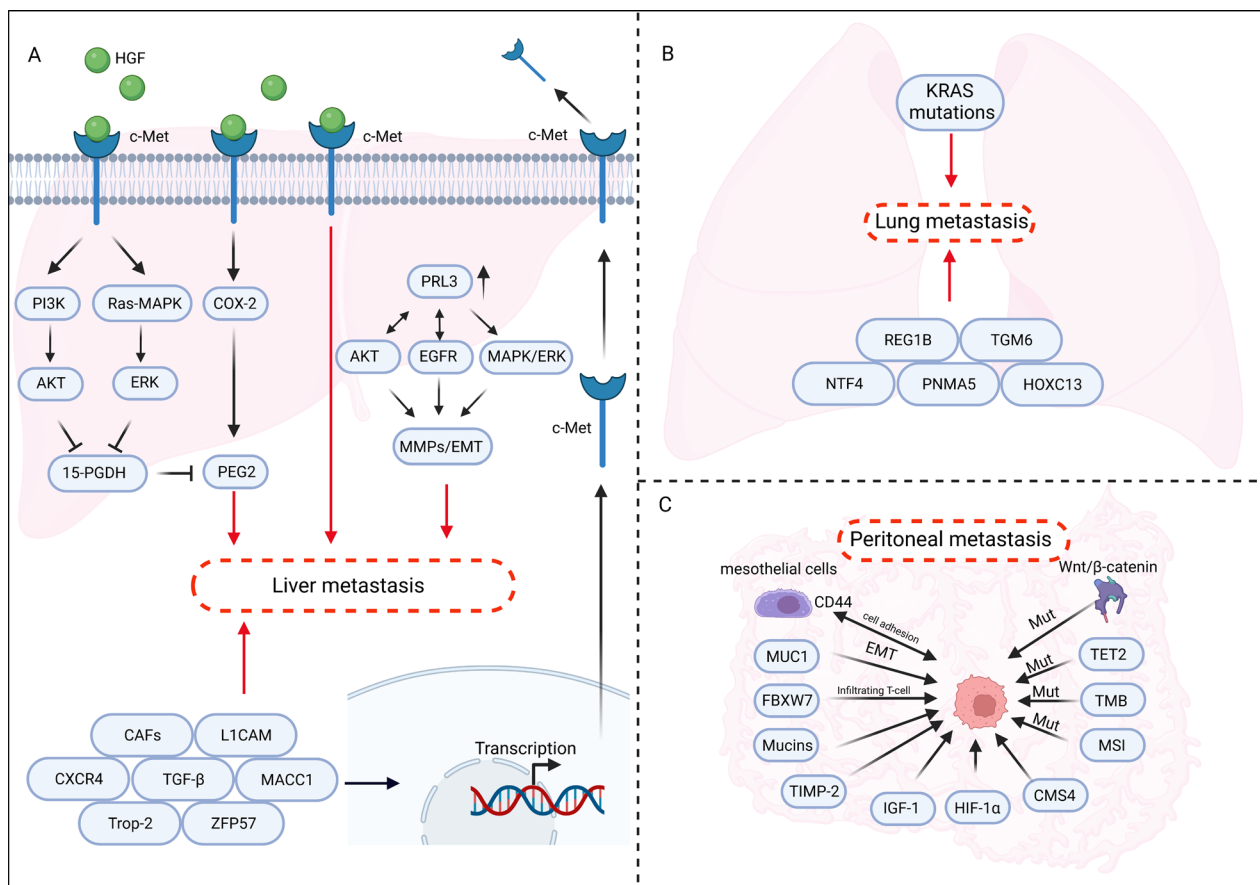 A
HGF
c-Met
c-Met
c-Met
PI3K
Ras-MAPK
COX-2
PRL3
AKT
ERK
AKT
EGFR
MAPK/ERK
c-Met
15-PGDH
PEG2
MMPs/EMT
Liver metastasis
CAFs
L1CAM
CXCR4
TGF-β
MACC1
Trop-2
ZFP57
Transcription
B
KRAS
mutations
Lung metastasis
REG1B
TGM6
NTF4
PNMA5
HOXC13
C
Peritoneal metastasis
mesothelial cells
Wnt/β-catenin
CD44
cell adhesion
Mut
MUC1
EMT
Mut
TET2
FBXW7
Infiltrating T-cell
Mut
TMB
Mucins
Mut
MSI
TIMP-2
IGF-1
HIF-1α
CMS4